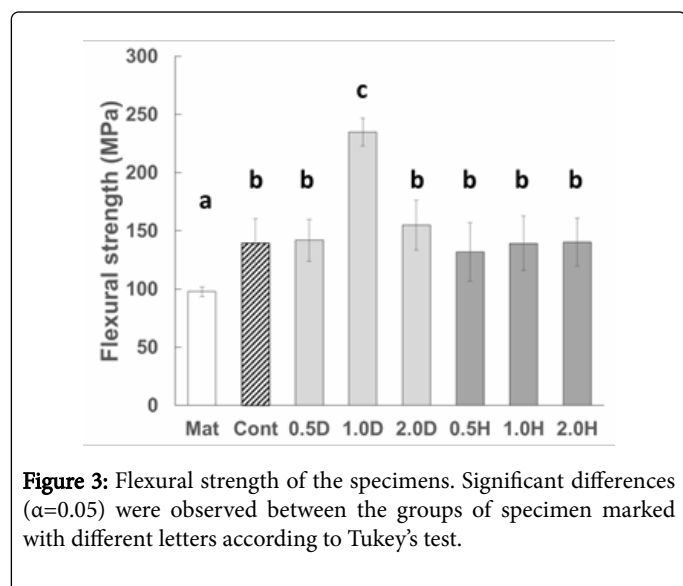 300
250
200
150
100
50
0
Flexural strength (MPa)
a
b
b
c
b
b
b
b
Mat Cont 0.5D 1.0D 2.0D 0.5H 1.0H 2.0H
Figure 3: Flexural strength of the specimens. Significant differences
(α=0.05) were observed between the groups of specimen marked
with different letters according to Tukey's test.